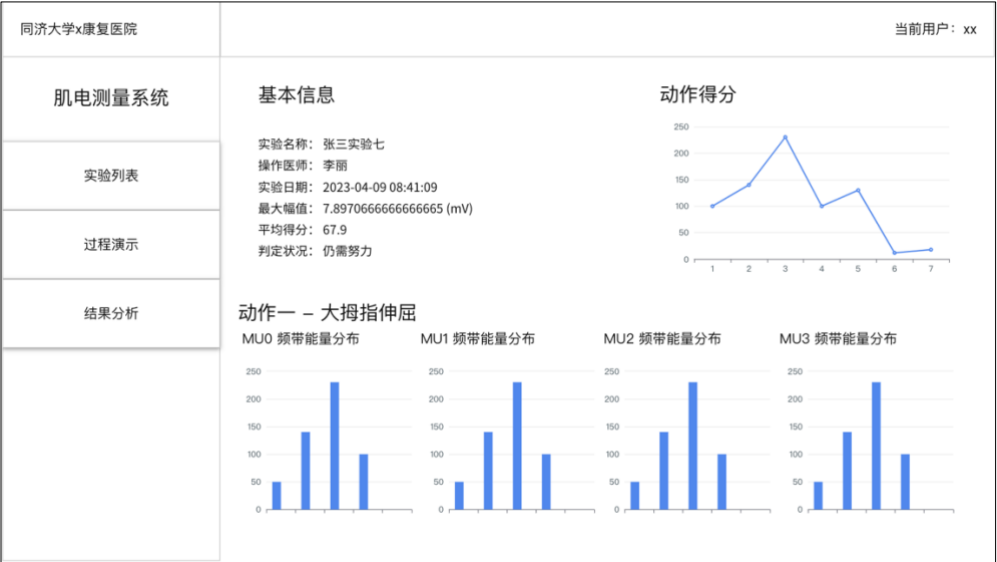 同济大学x康复医院
当前用户：xx
肌电测量系统
实验列表
过程演示
结果分析
基本信息
实验名称： 张三实验七
操作医师： 李丽
实验日期： 2023-04-09 08:41:09
最大幅值： 7.8970666666666665 (mV)
平均得分： 67.9
判定状况： 仍需努力
动作得分
250
200
150
100
50
0
1 2 3 4 5 6 7
动作一 – 大拇指伸屈
MU0 频带能量分布
250
200
150
100
50
0
MU1 频带能量分布
250
200
150
100
50
0
MU2 频带能量分布
250
200
150
100
50
0
MU3 频带能量分布
250
200
150
100
50
0